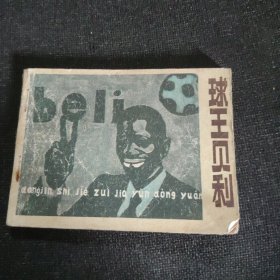 beli
dangjin shi jie zui jia yun dong yuan
球王贝利